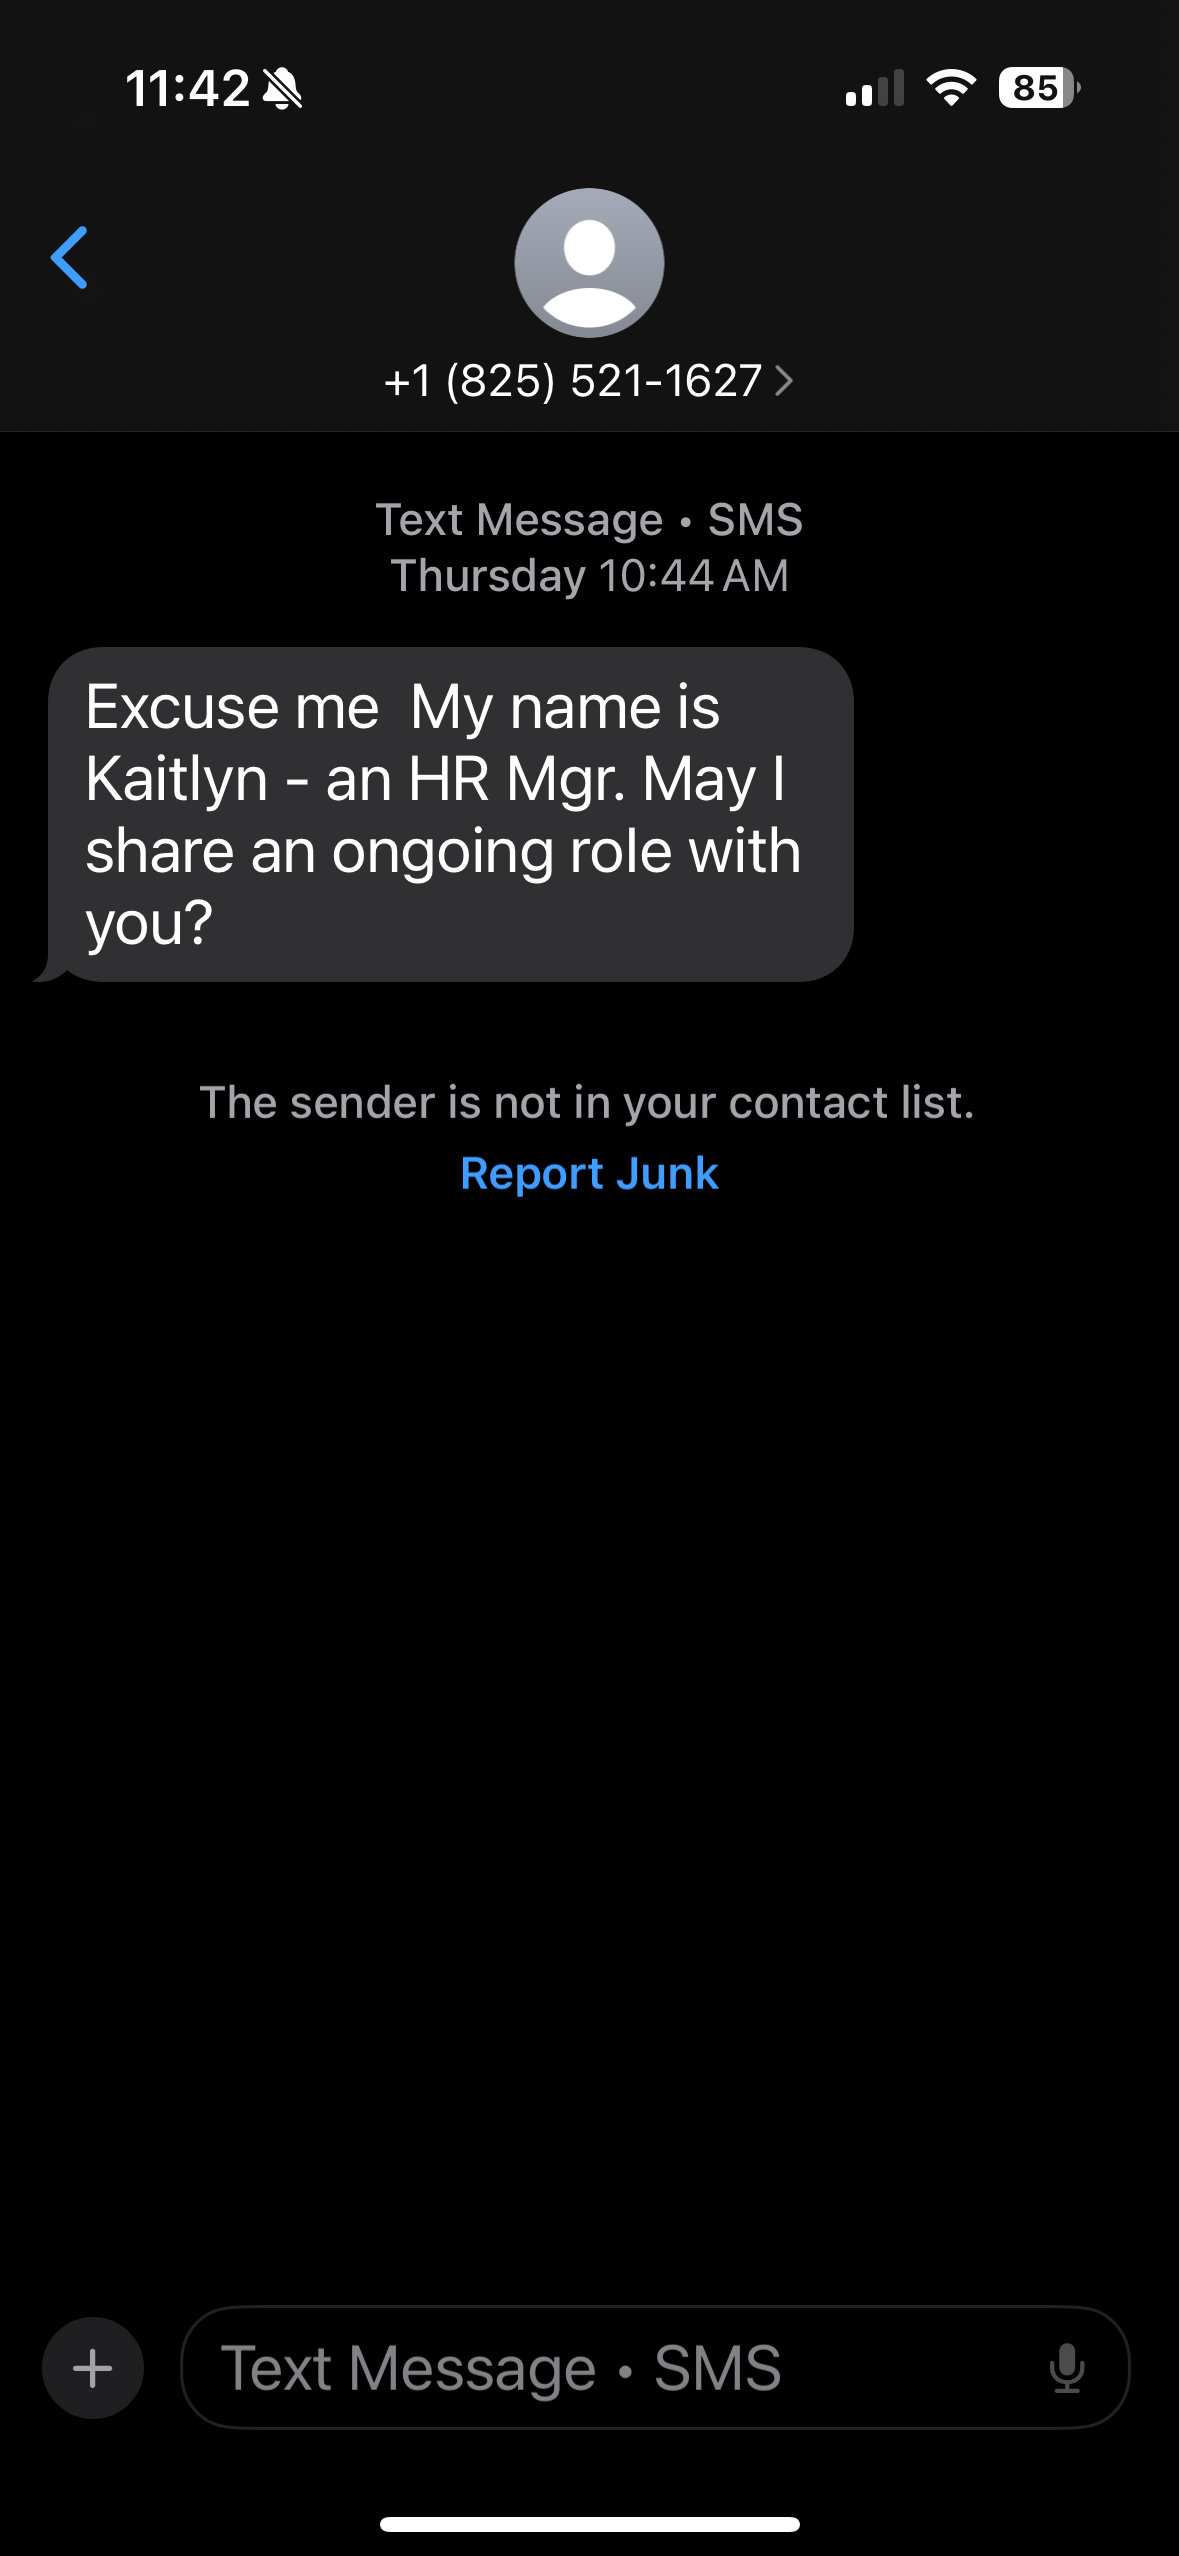 11:42
85
+1 (825) 521-1627
Text Message • SMS
Thursday 10:44 AM
Excuse me  My name is
Kaitlyn - an HR Mgr. May I
share an ongoing role with
you?
The sender is not in your contact list.
Report Junk
Text Message • SMS